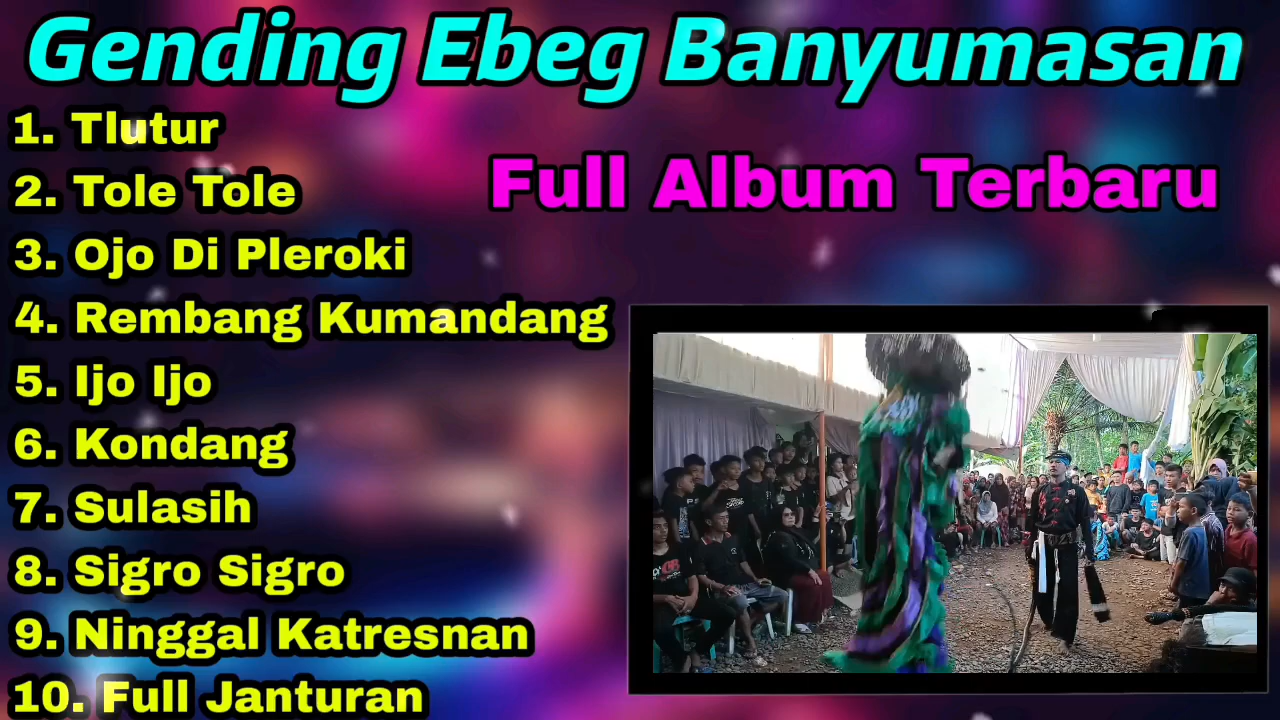 Gending Ebeg Banyumasan
Full Album Terbaru
1. Tlutur
2. Tole Tole
3. Ojo Di Pleroki
4. Rembang Kumandang
5. Ijo Ijo
6. Kondang
7. Sulasih
8. Sigro Sigro
9. Ninggal Katresnan
10. Full Janturan